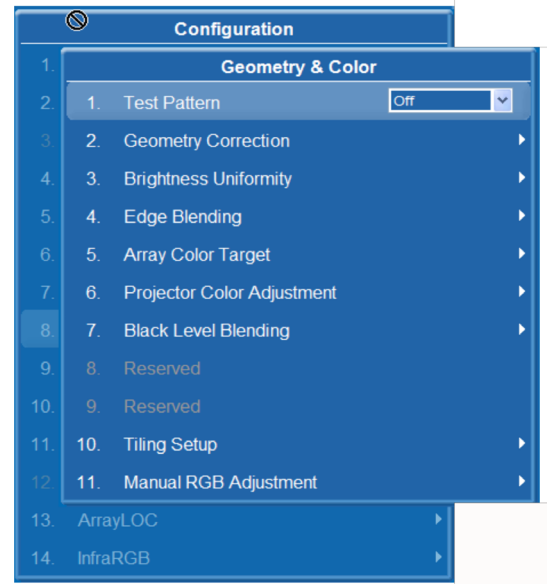 Configuration
1.
Geometry & Color
2.
1. Test Pattern Off
3.
2. Geometry Correction
4.
3. Brightness Uniformity
5.
4. Edge Blending
6.
5. Array Color Target
7.
6. Projector Color Adjustment
8.
7. Black Level Blending
9.
8. Reserved
10.
9. Reserved
11.
10. Tiling Setup
12.
11. Manual RGB Adjustment
13. ArrayLOC
14. InfraRGB